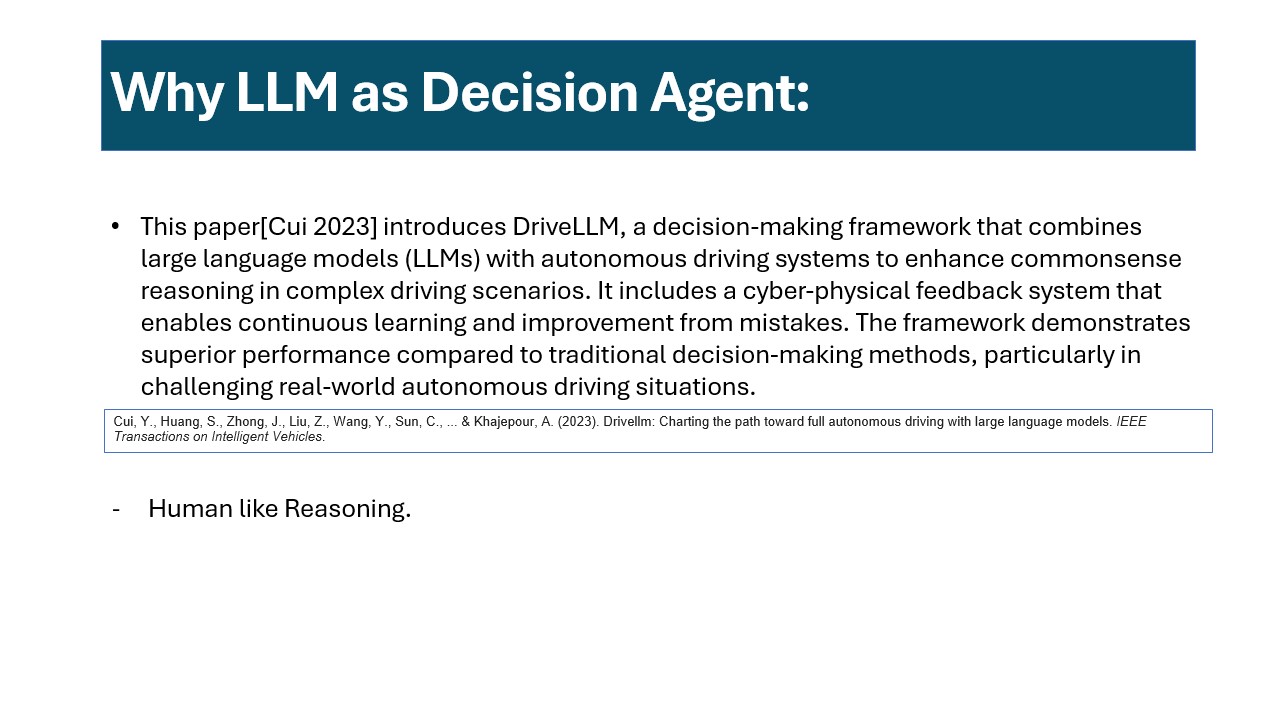 Why LLM as Decision Agent:
• This paper[Cui 2023] introduces DriveLLM, a decision-making framework that combines
large language models (LLMs) with autonomous driving systems to enhance commonsense
reasoning in complex driving scenarios. It includes a cyber-physical feedback system that
enables continuous learning and improvement from mistakes. The framework demonstrates
superior performance compared to traditional decision-making methods, particularly in
challenging real-world autonomous driving situations.
Cui, Y., Huang, S., Zhong, J., Liu, Z., Wang, Y., Sun, C., ... & Khajepour, A. (2023). Drivellm: Charting the path toward full autonomous driving with large language models. IEEE
Transactions on Intelligent Vehicles.
- Human like Reasoning.